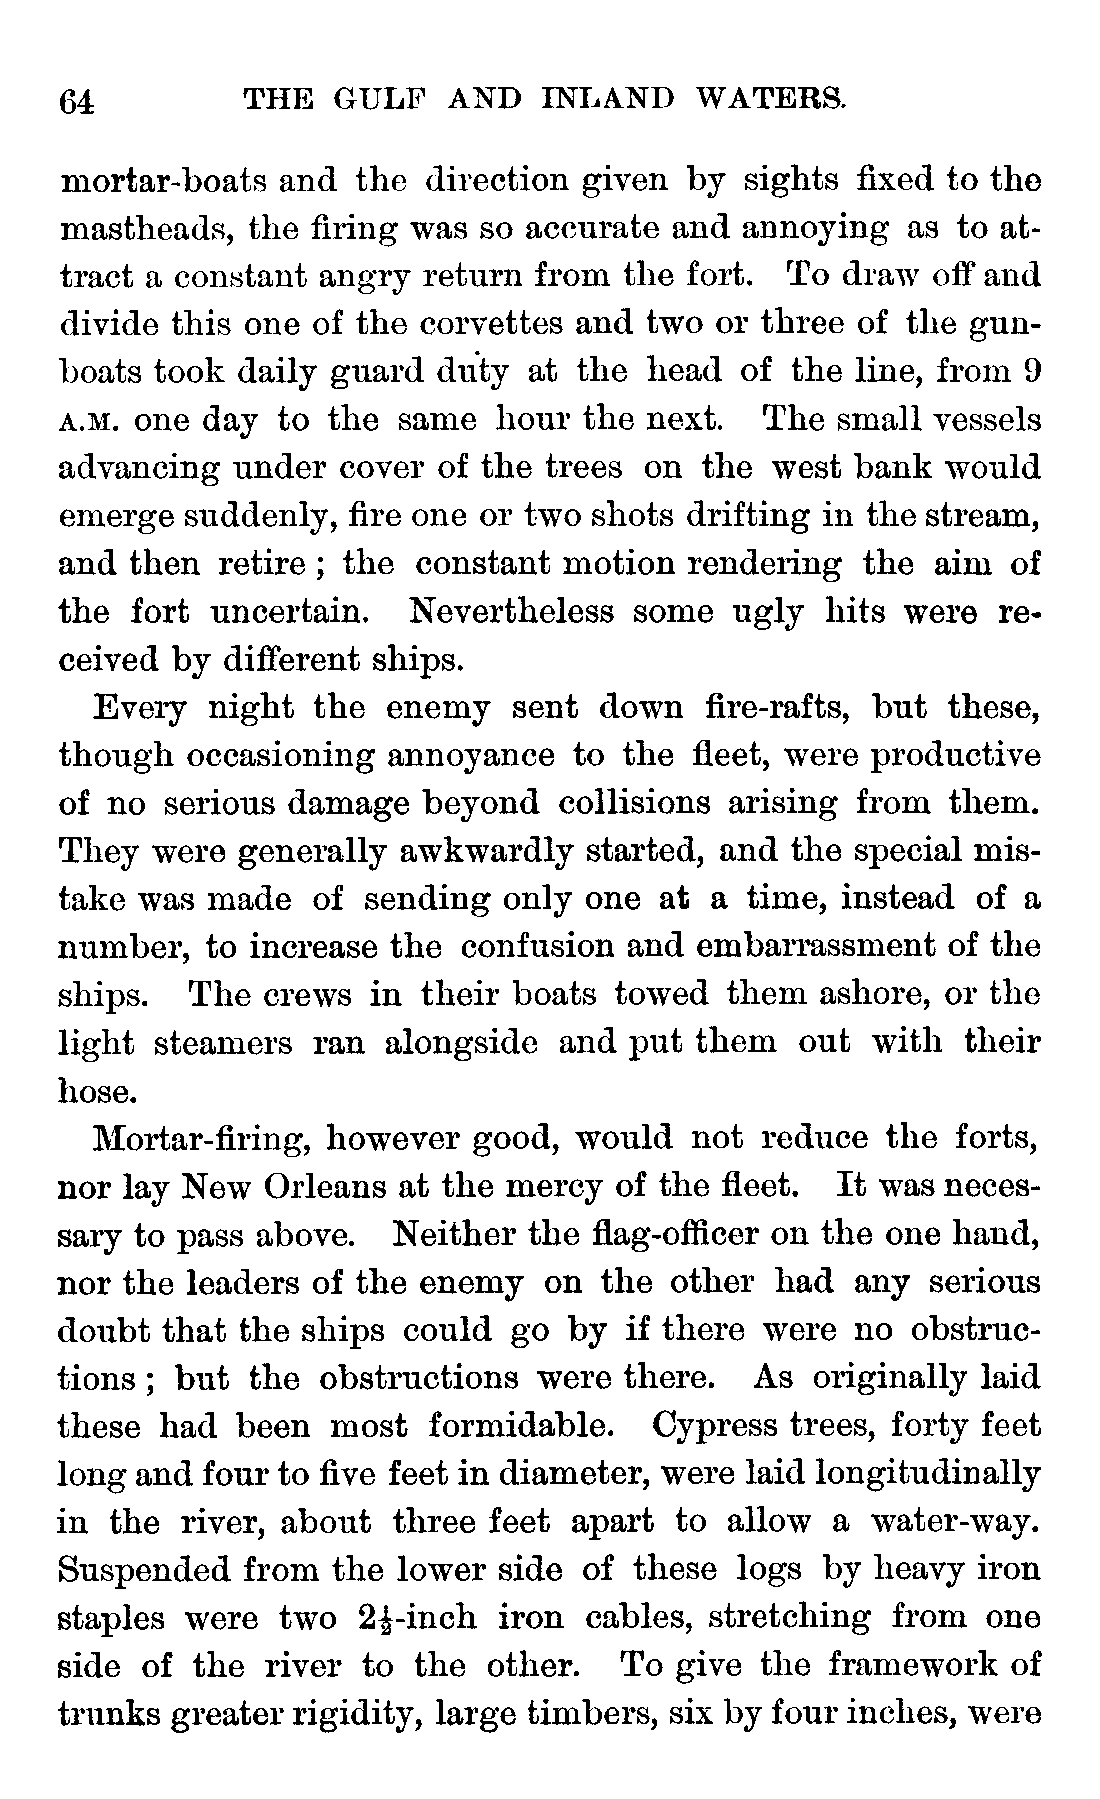 64 THE GULF AND INLAND WATERS.
mortar-boats and the direction given by sights fixed to the
mastheads, the firing was so accurate and annoying as to at-
tract a constant angry return from the fort. To draw off and
divide this one of the corvettes and two or three of the gun-
boats took daily guard duty at the head of the line, from 9
A.M. one day to the same hour the next. The small vessels
advancing under cover of the trees on the west bank would
emerge suddenly, fire one or two shots drifting in the stream,
and then retire ; the constant motion rendering the aim of
the fort uncertain. Nevertheless some ugly hits were re-
ceived by different ships.
Every night the enemy sent down fire-rafts, but these,
though occasioning annoyance to the fleet, were productive
of no serious damage beyond collisions arising from them.
They were generally awkwardly started, and the special mis-
take was made of sending only one at a time, instead of a
number, to increase the confusion and embarrassment of the
ships. The crews in their boats towed them ashore, or the
light steamers ran alongside and put them out with their
hose.
Mortar-firing, however good, would not reduce the forts,
nor lay New Orleans at the mercy of the fleet. It was neces-
sary to pass above. Neither the flag-officer on the one hand,
nor the leaders of the enemy on the other had any serious
doubt that the ships could go by if there were no obstruc-
tions ; but the obstructions were there. As originally laid
these had been most formidable. Cypress trees, forty feet
long and four to five feet in diameter, were laid longitudinally
in the river, about three feet apart to allow a water-way.
Suspended from the lower side of these logs by heavy iron
staples were two 2½-inch iron cables, stretching from one
side of the river to the other. To give the framework of
trunks greater rigidity, large timbers, six by four inches, were